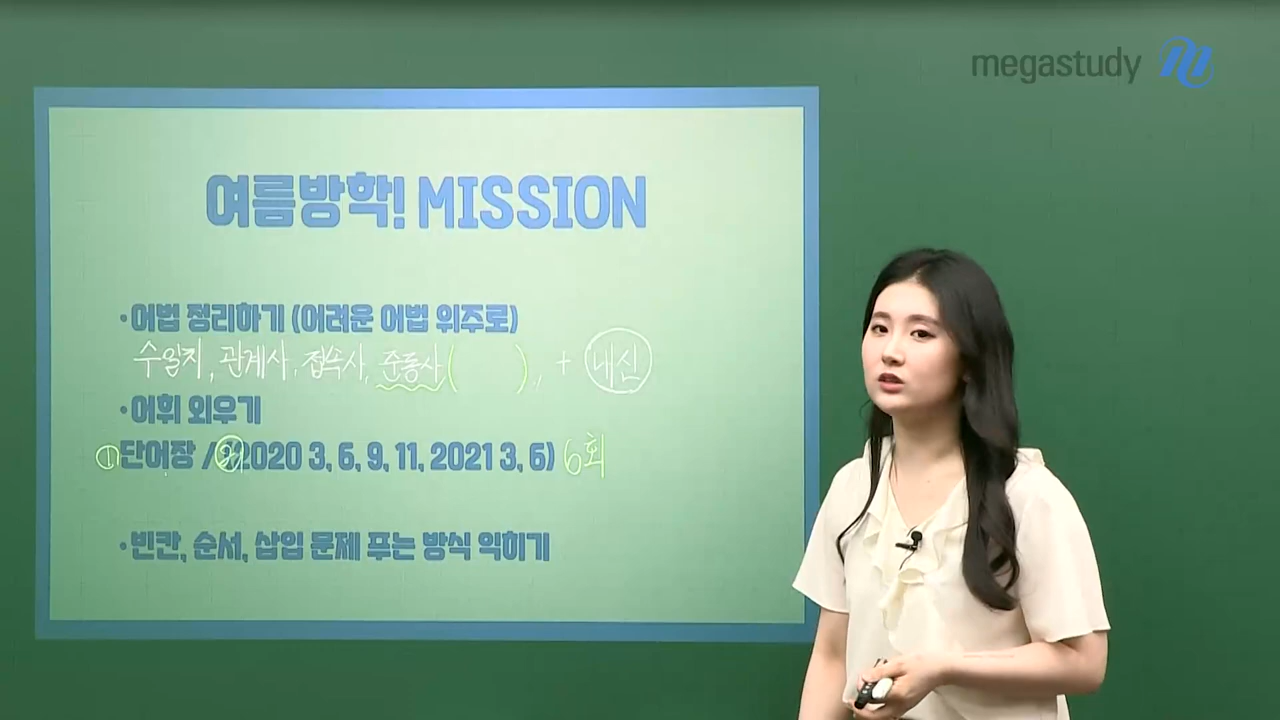 megastudy
여름방학! MISSION
•어법 정리하기 (어려운 어법 위주로)
수일치, 관계사, 접속사, 준동사( ), + 내신
•어휘 외우기
①단어장 / ②(2020 3, 6, 9, 11, 2021 3, 6) 6회
•빈칸, 순서, 삽입 문제 푸는 방식 익히기